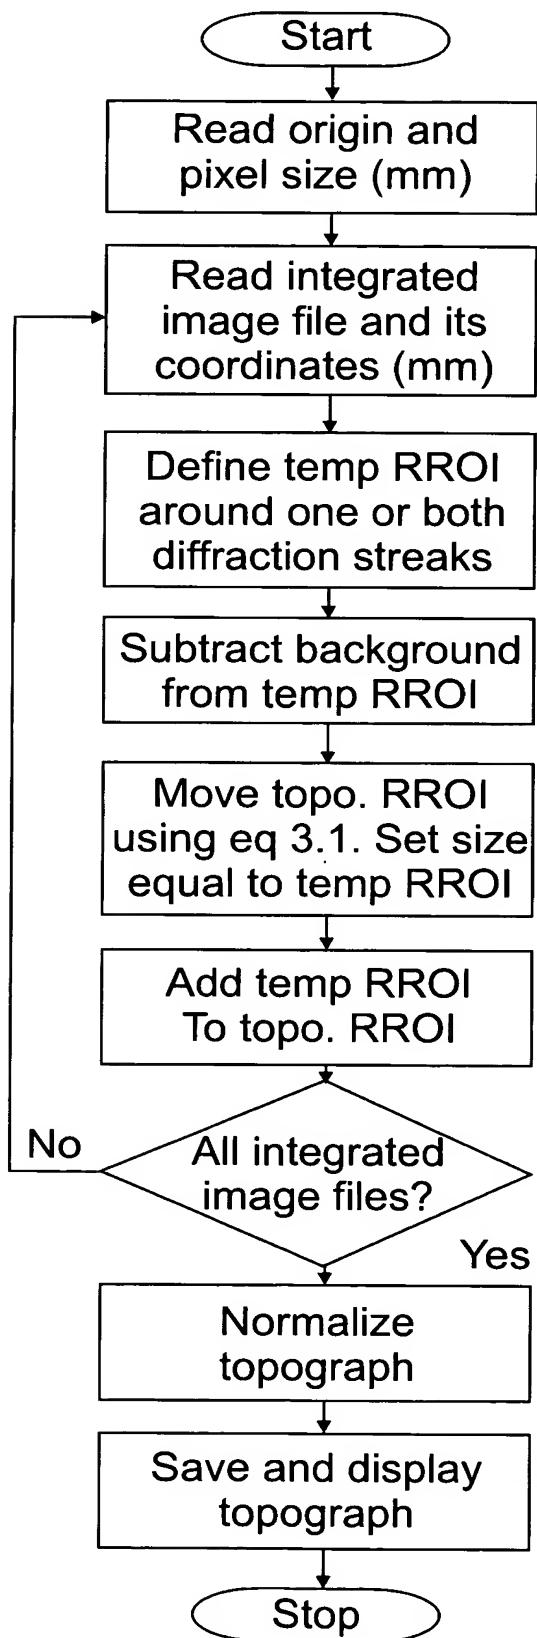 Start
Read origin and
pixel size (mm)
Read integrated
image file and its
coordinates (mm)
Define temp RROI
around one or both
diffraction streaks
Subtract background
from temp RROI
Move topo. RROI
using eq 3.1. Set size
equal to temp RROI
Add temp RROI
To topo. RROI
No
All integrated
image files?
Yes
Normalize
topograph
Save and display
topograph
Stop